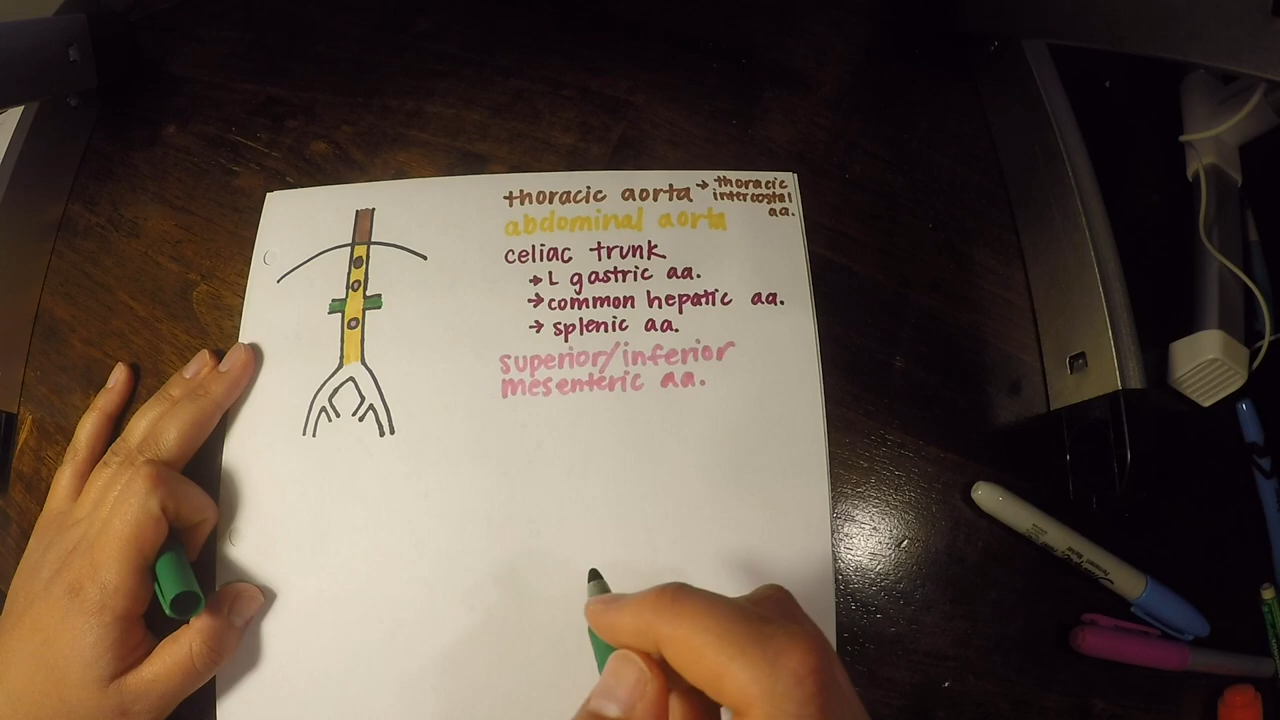 thoracic aorta → thoracic
intercostal
aa.
abdominal aorta
celiac trunk
→ L gastric aa.
→ common hepatic aa.
→ splenic aa.
superior/inferior
mesenteric aa.